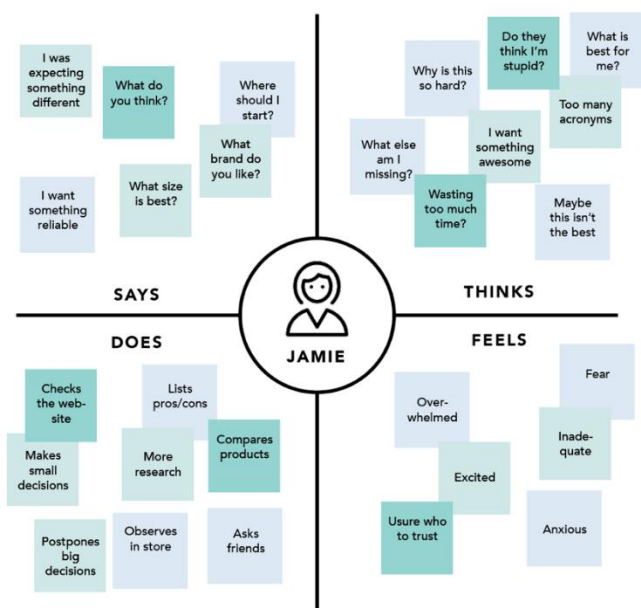 I was
expecting
something
different
What do
you think?
Where
should I
start?
What
brand do
you like?
What size
is best?
I want
something
reliable
SAYS
Do they
think I'm
stupid?
What is
best for
me?
Why is this
so hard?
Too many
acronyms
I want
something
awesome
What else
am I
missing?
Wasting
too much
time?
Maybe
this isn't
the best
THINKS
JAMIE
DOES
Checks
the web-
site
Lists
pros/cons
Compares
products
Makes
small
decisions
More
research
Postpones
big
decisions
Observes
in store
Asks
friends
FEELS
Fear
Over-
whelmed
Inade-
quate
Excited
Usure who
to trust
Anxious